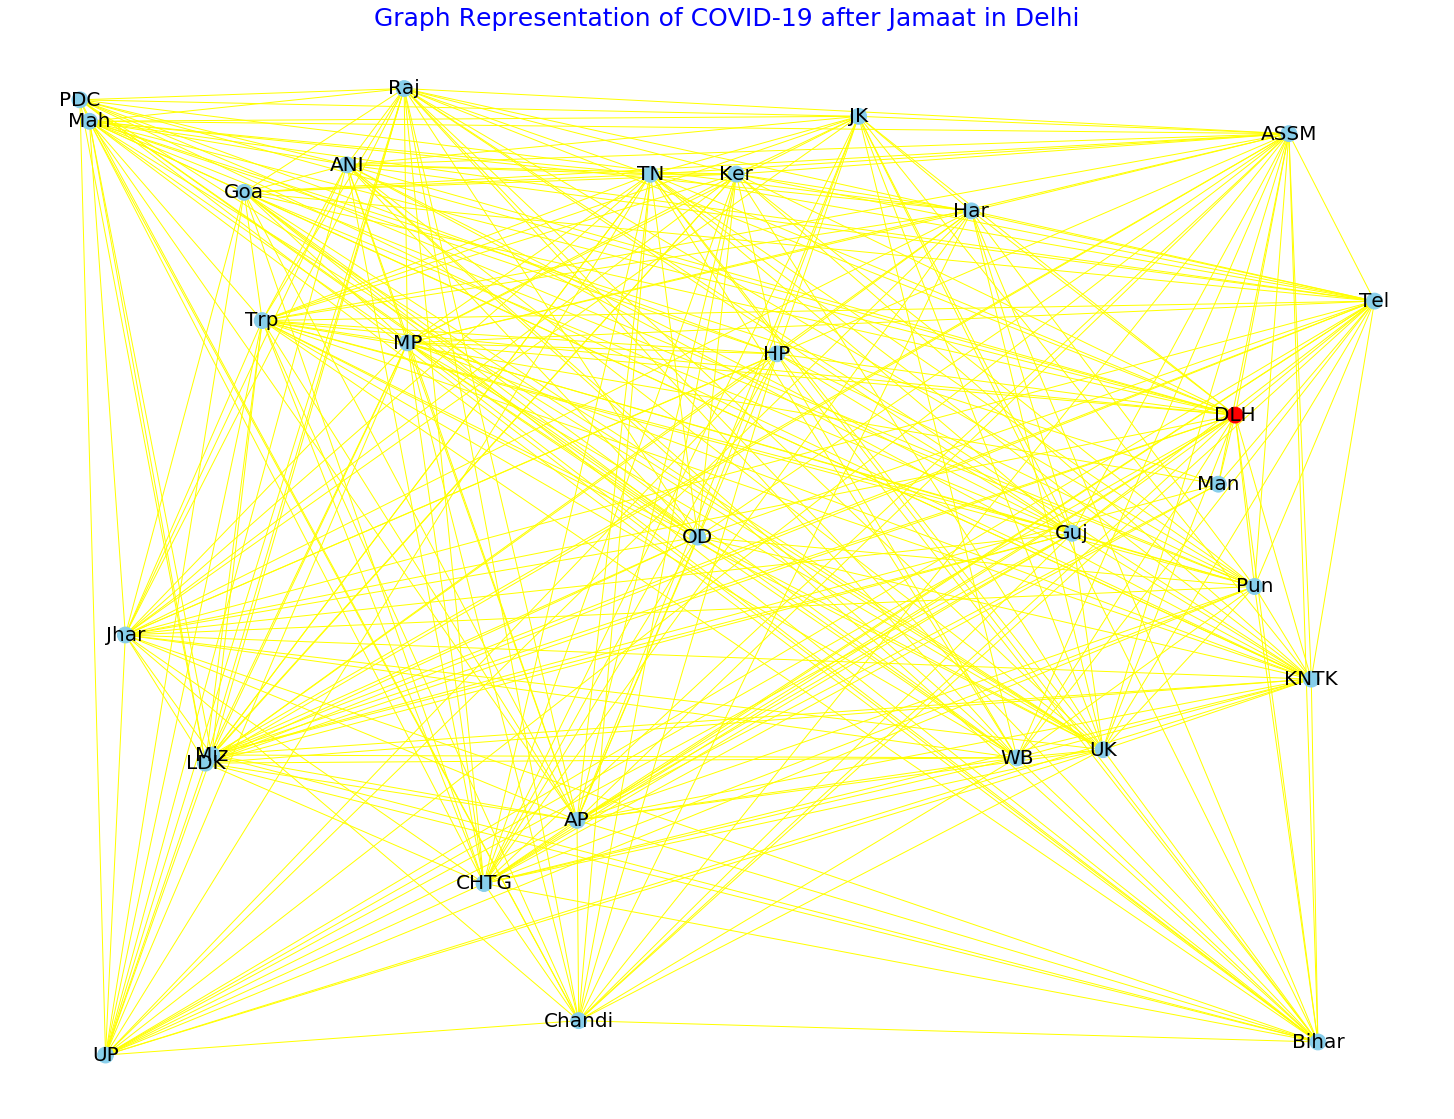 Graph Representation of COVID-19 after Jamaat in Delhi
Raj
PDC
Mah
JK
ASSM
ANI
TN
Ker
Goa
Har
Tel
Trp
MP
HP
DLH
Man
Guj
OD
Pun
Jhar
KNTK
UK
Miz
WB
LDK
AP
CHTG
Chandi
Bihar
UP